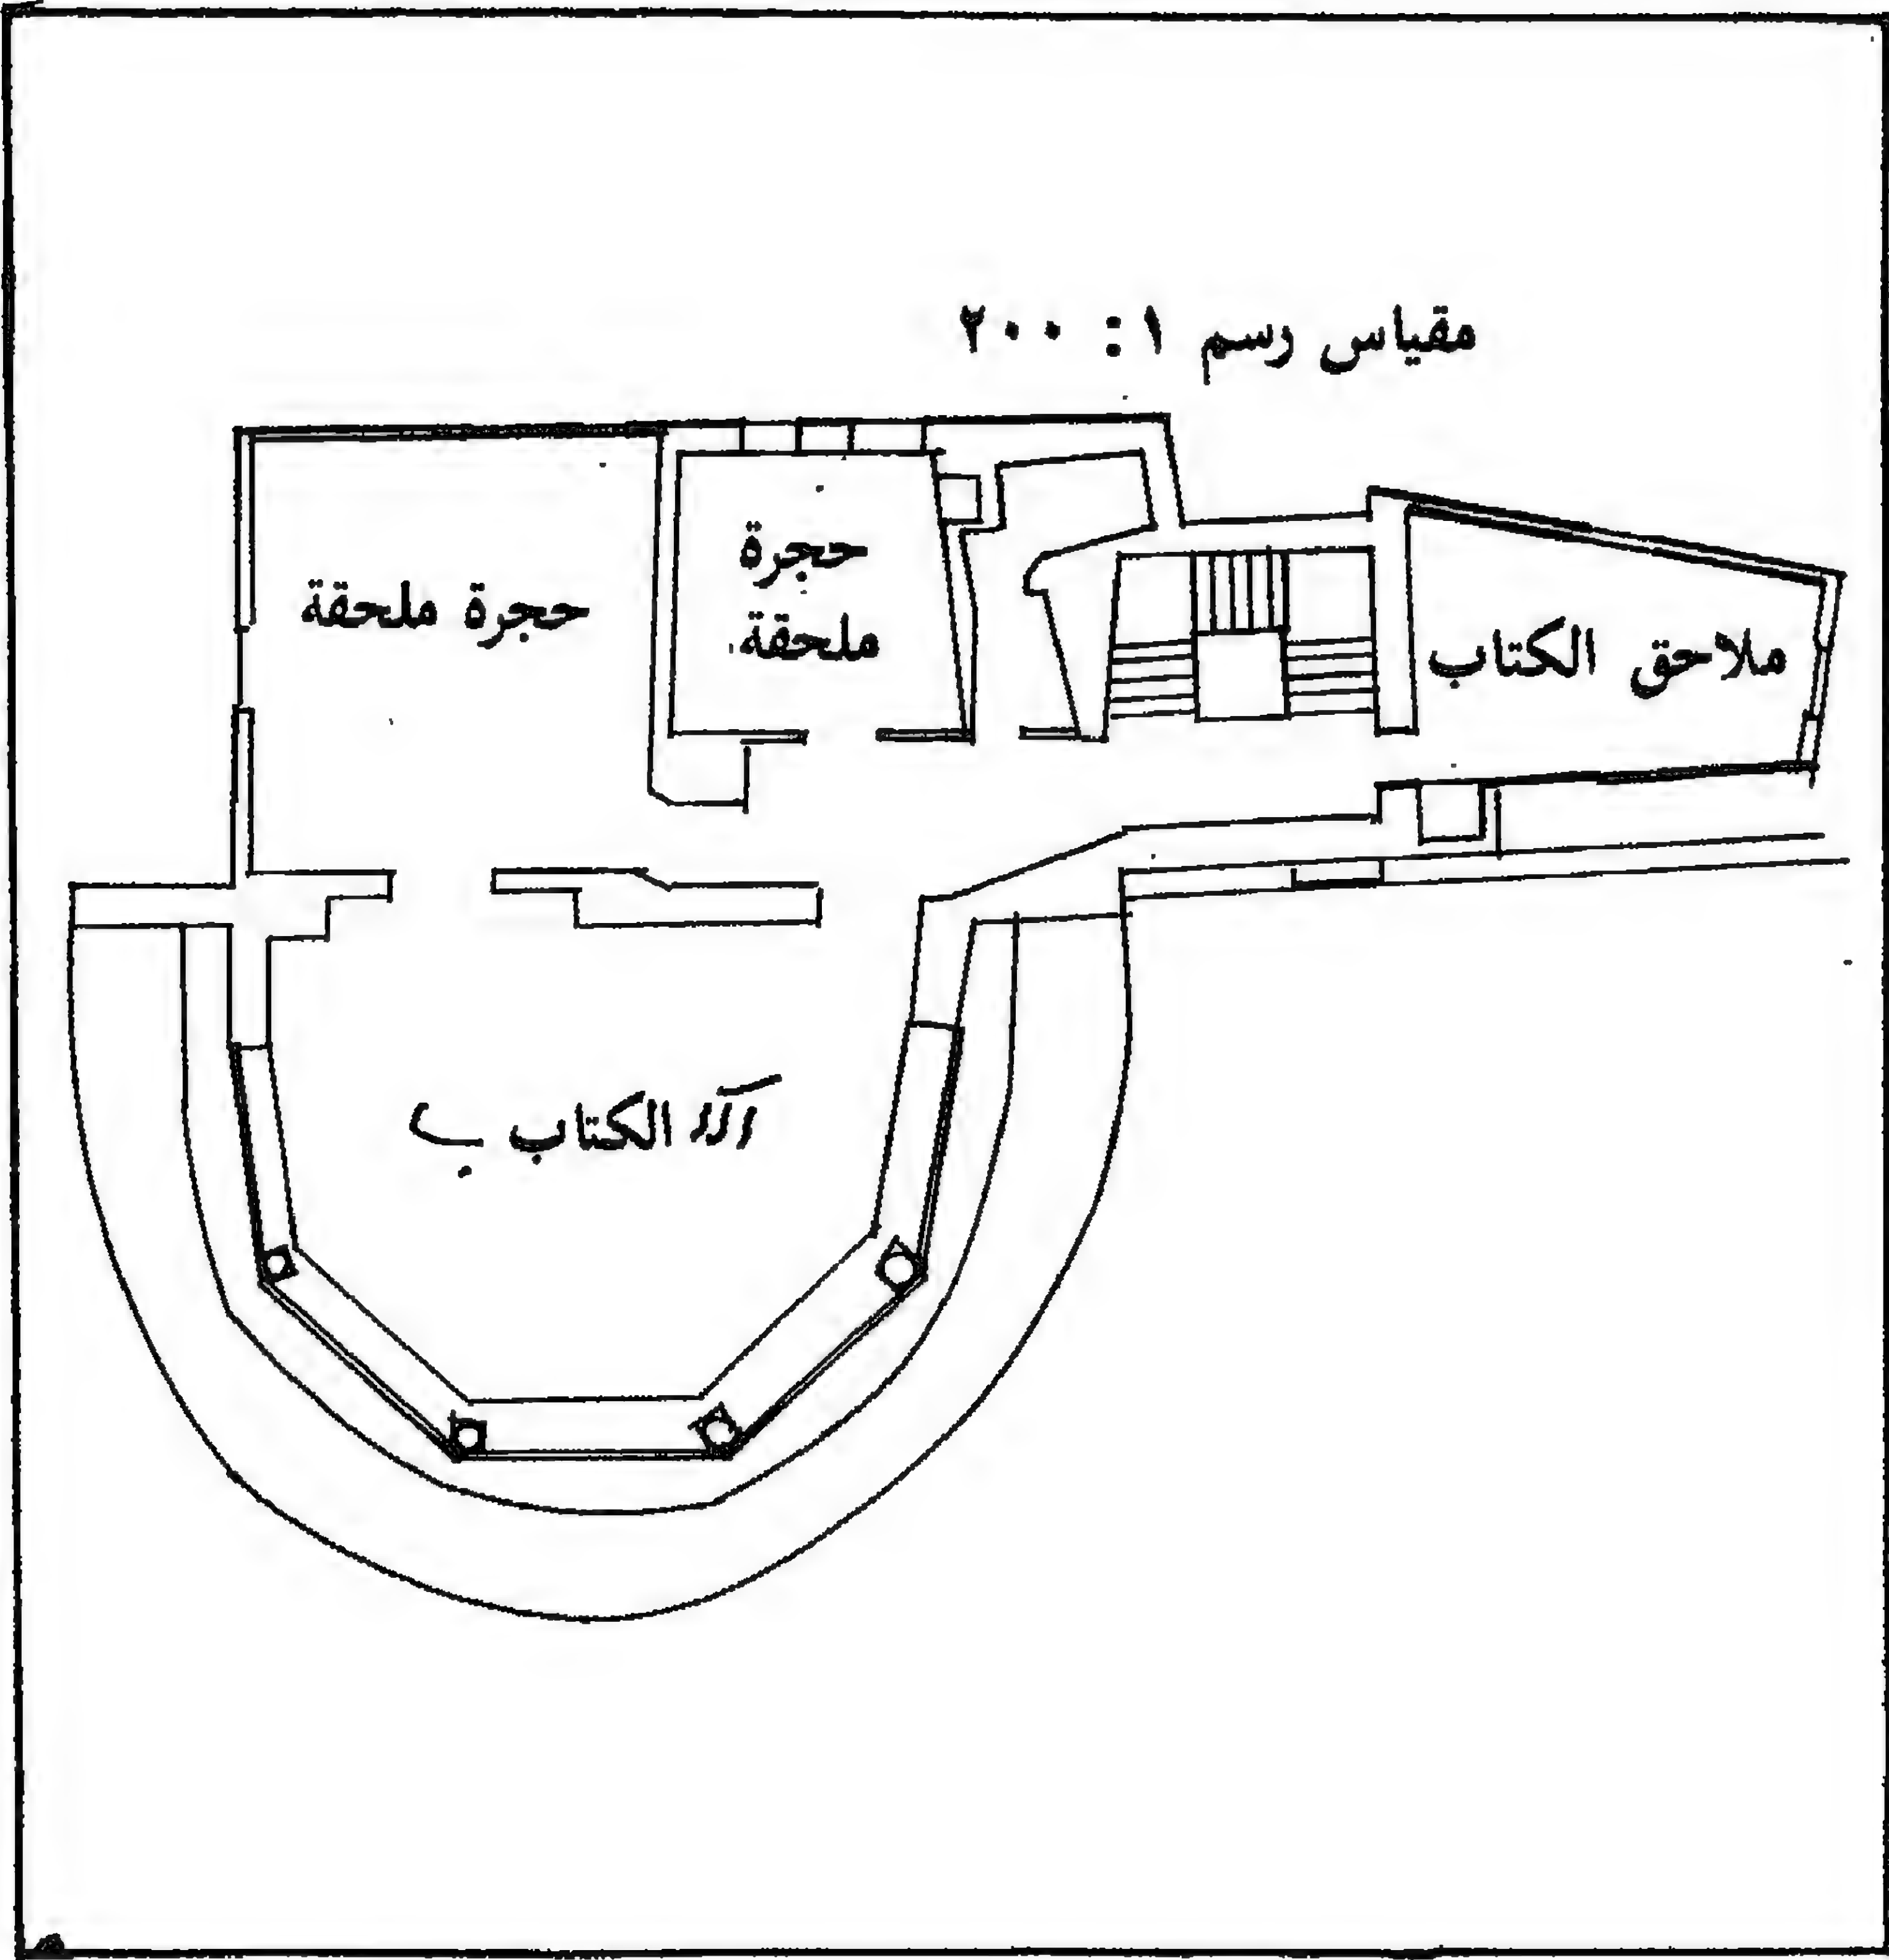 مقياس رسم ١: ٢٠٠
حجرة
ملحقة
حجرة ملحقة
ملاحق الكتاب
الكتاب